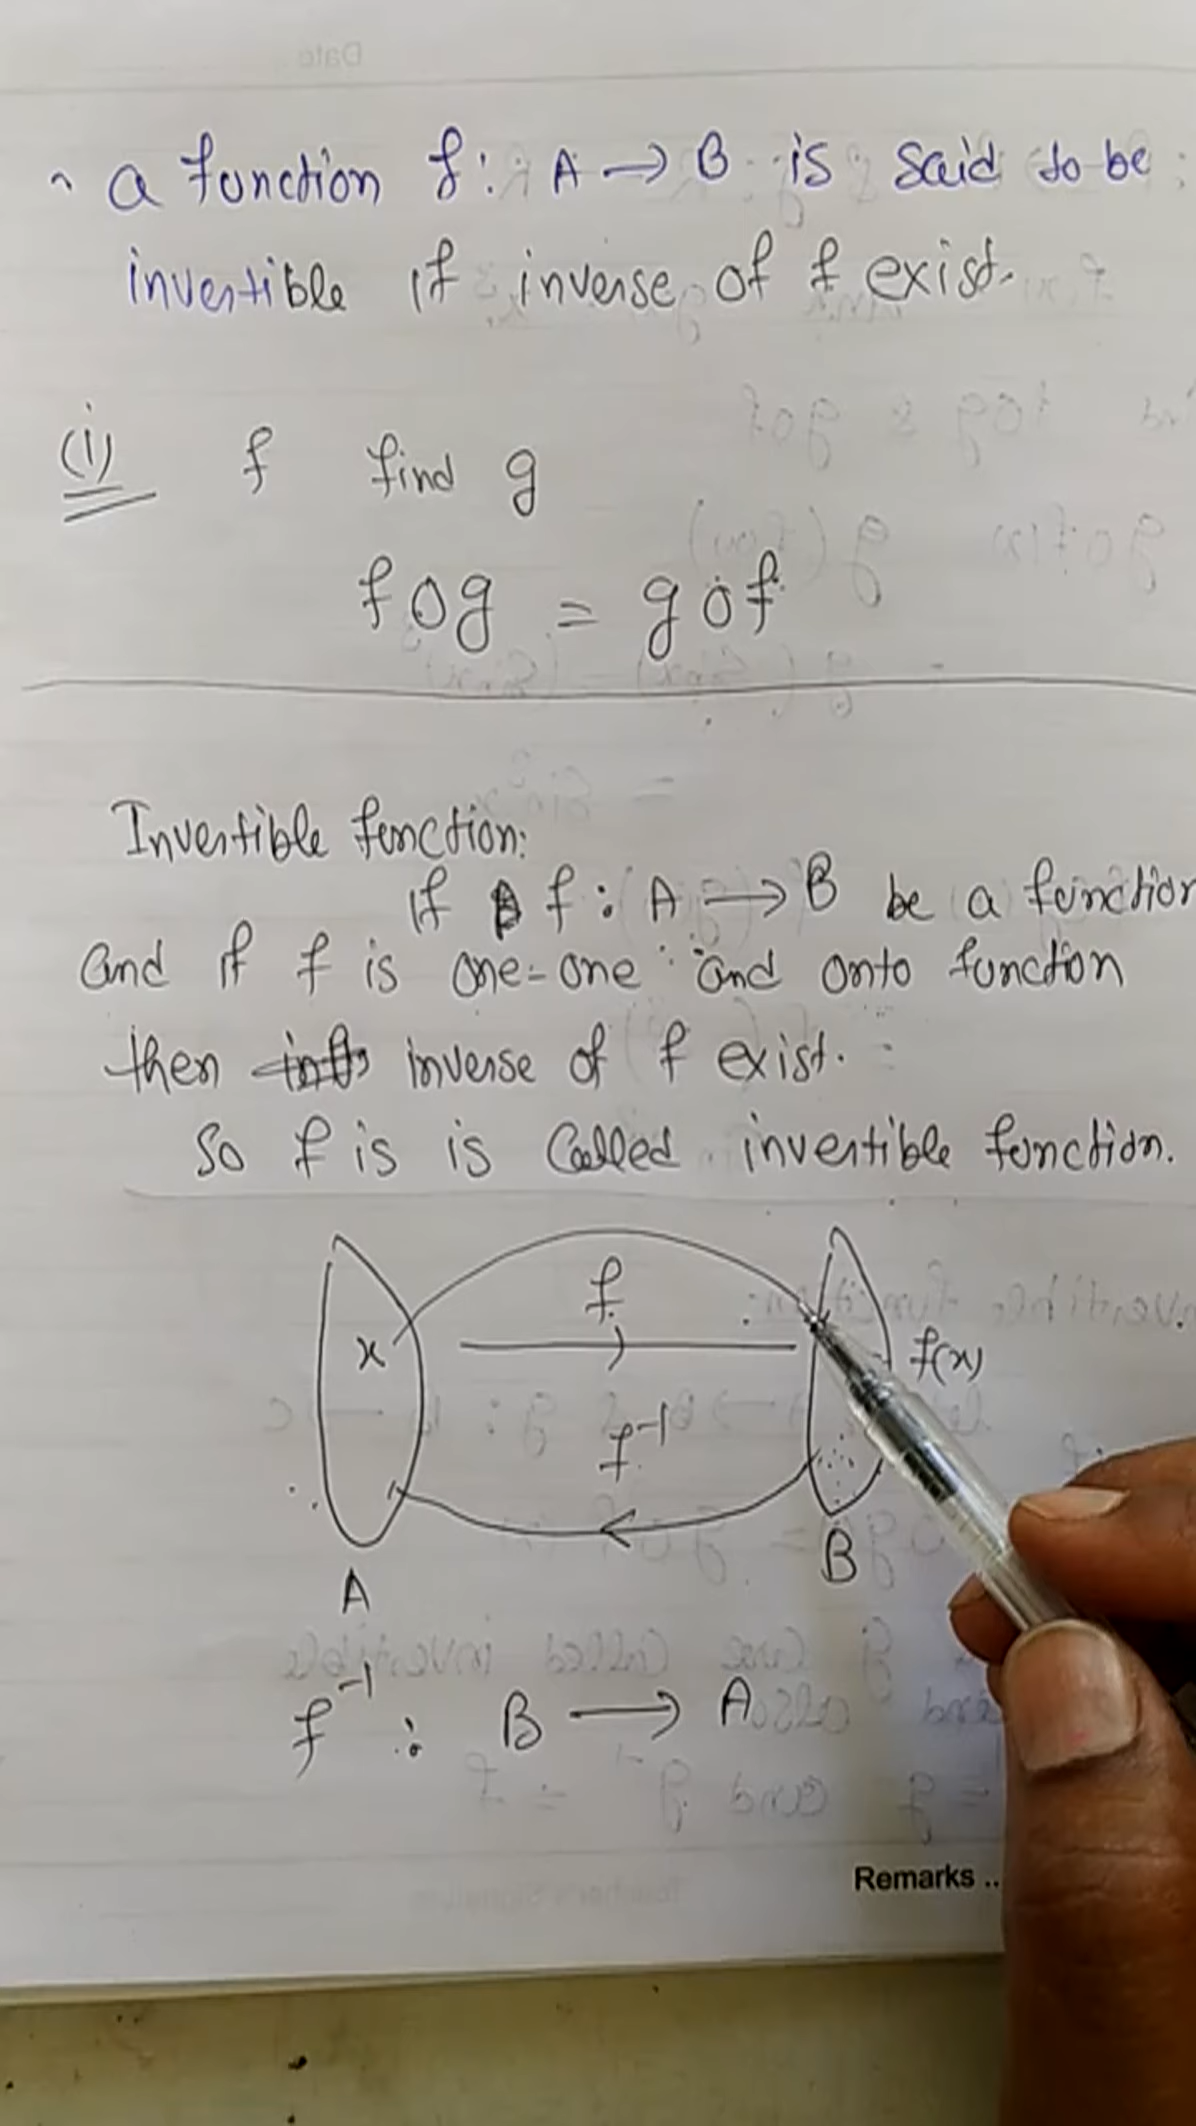 a function f: A → B is said to be
invertible if inverse of f exist.
(i) f find g
fog = gof
Invertible function:
If f : A → B be a function
and if f is one-one and onto function
then inverse of f exist.
So f is is Called invertible function.
f
x f(x)
f⁻¹
A B
f⁻¹ : B → A
Remarks ..